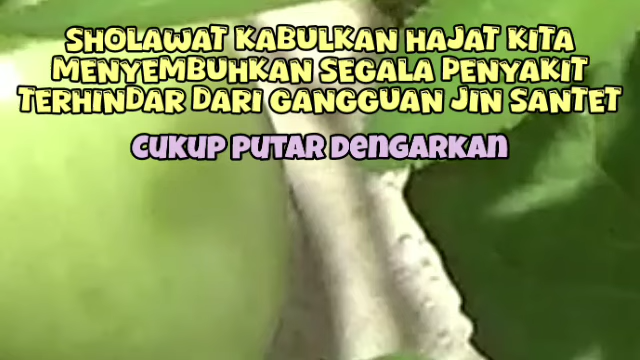 SHOLAWAT KABULKAN HAJAT KITA
MENYEMBUHKAN SEGALA PENYAKIT
TERHINDAR DARI GANGGUAN JIN SANTET
CUKUP PUTAR DENGARKAN